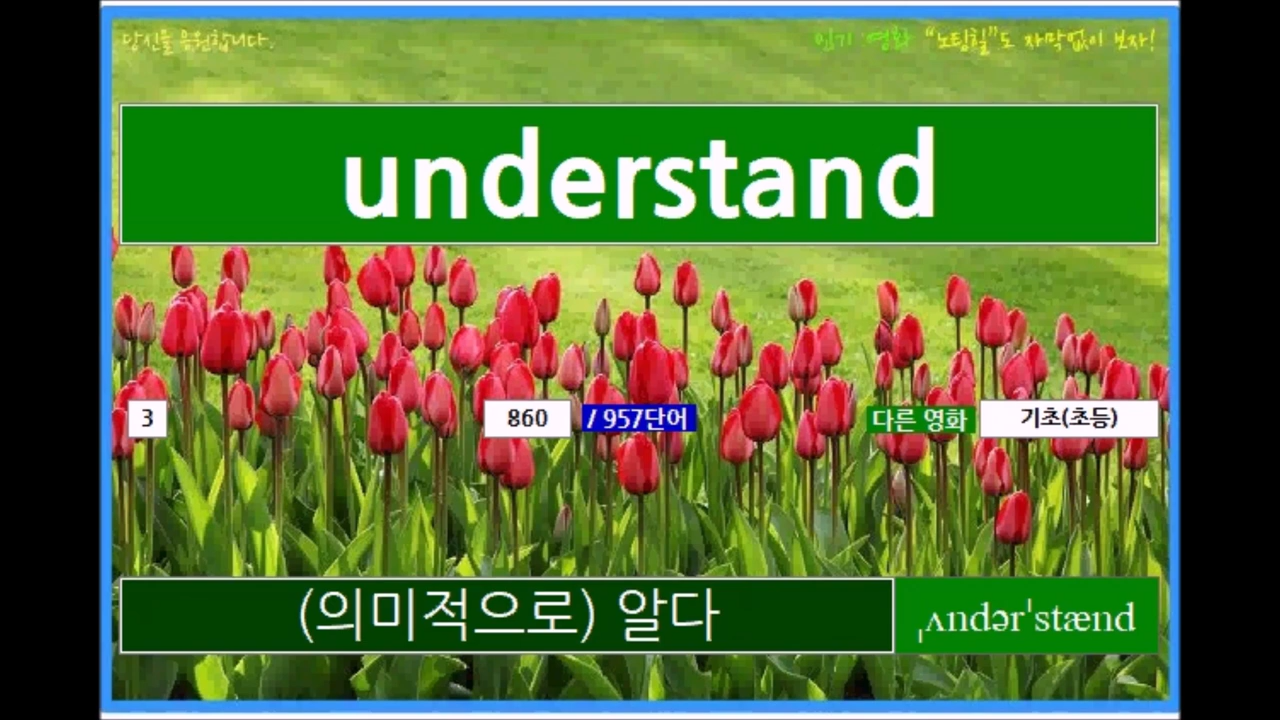 당신을 응원합니다.
인기 영화 "노팅힐"도 자막없이 보자!
understand
3
860
/ 957단어
다른 영화
기초(초등)
(의미적으로) 알다
ˌʌndərˈstænd